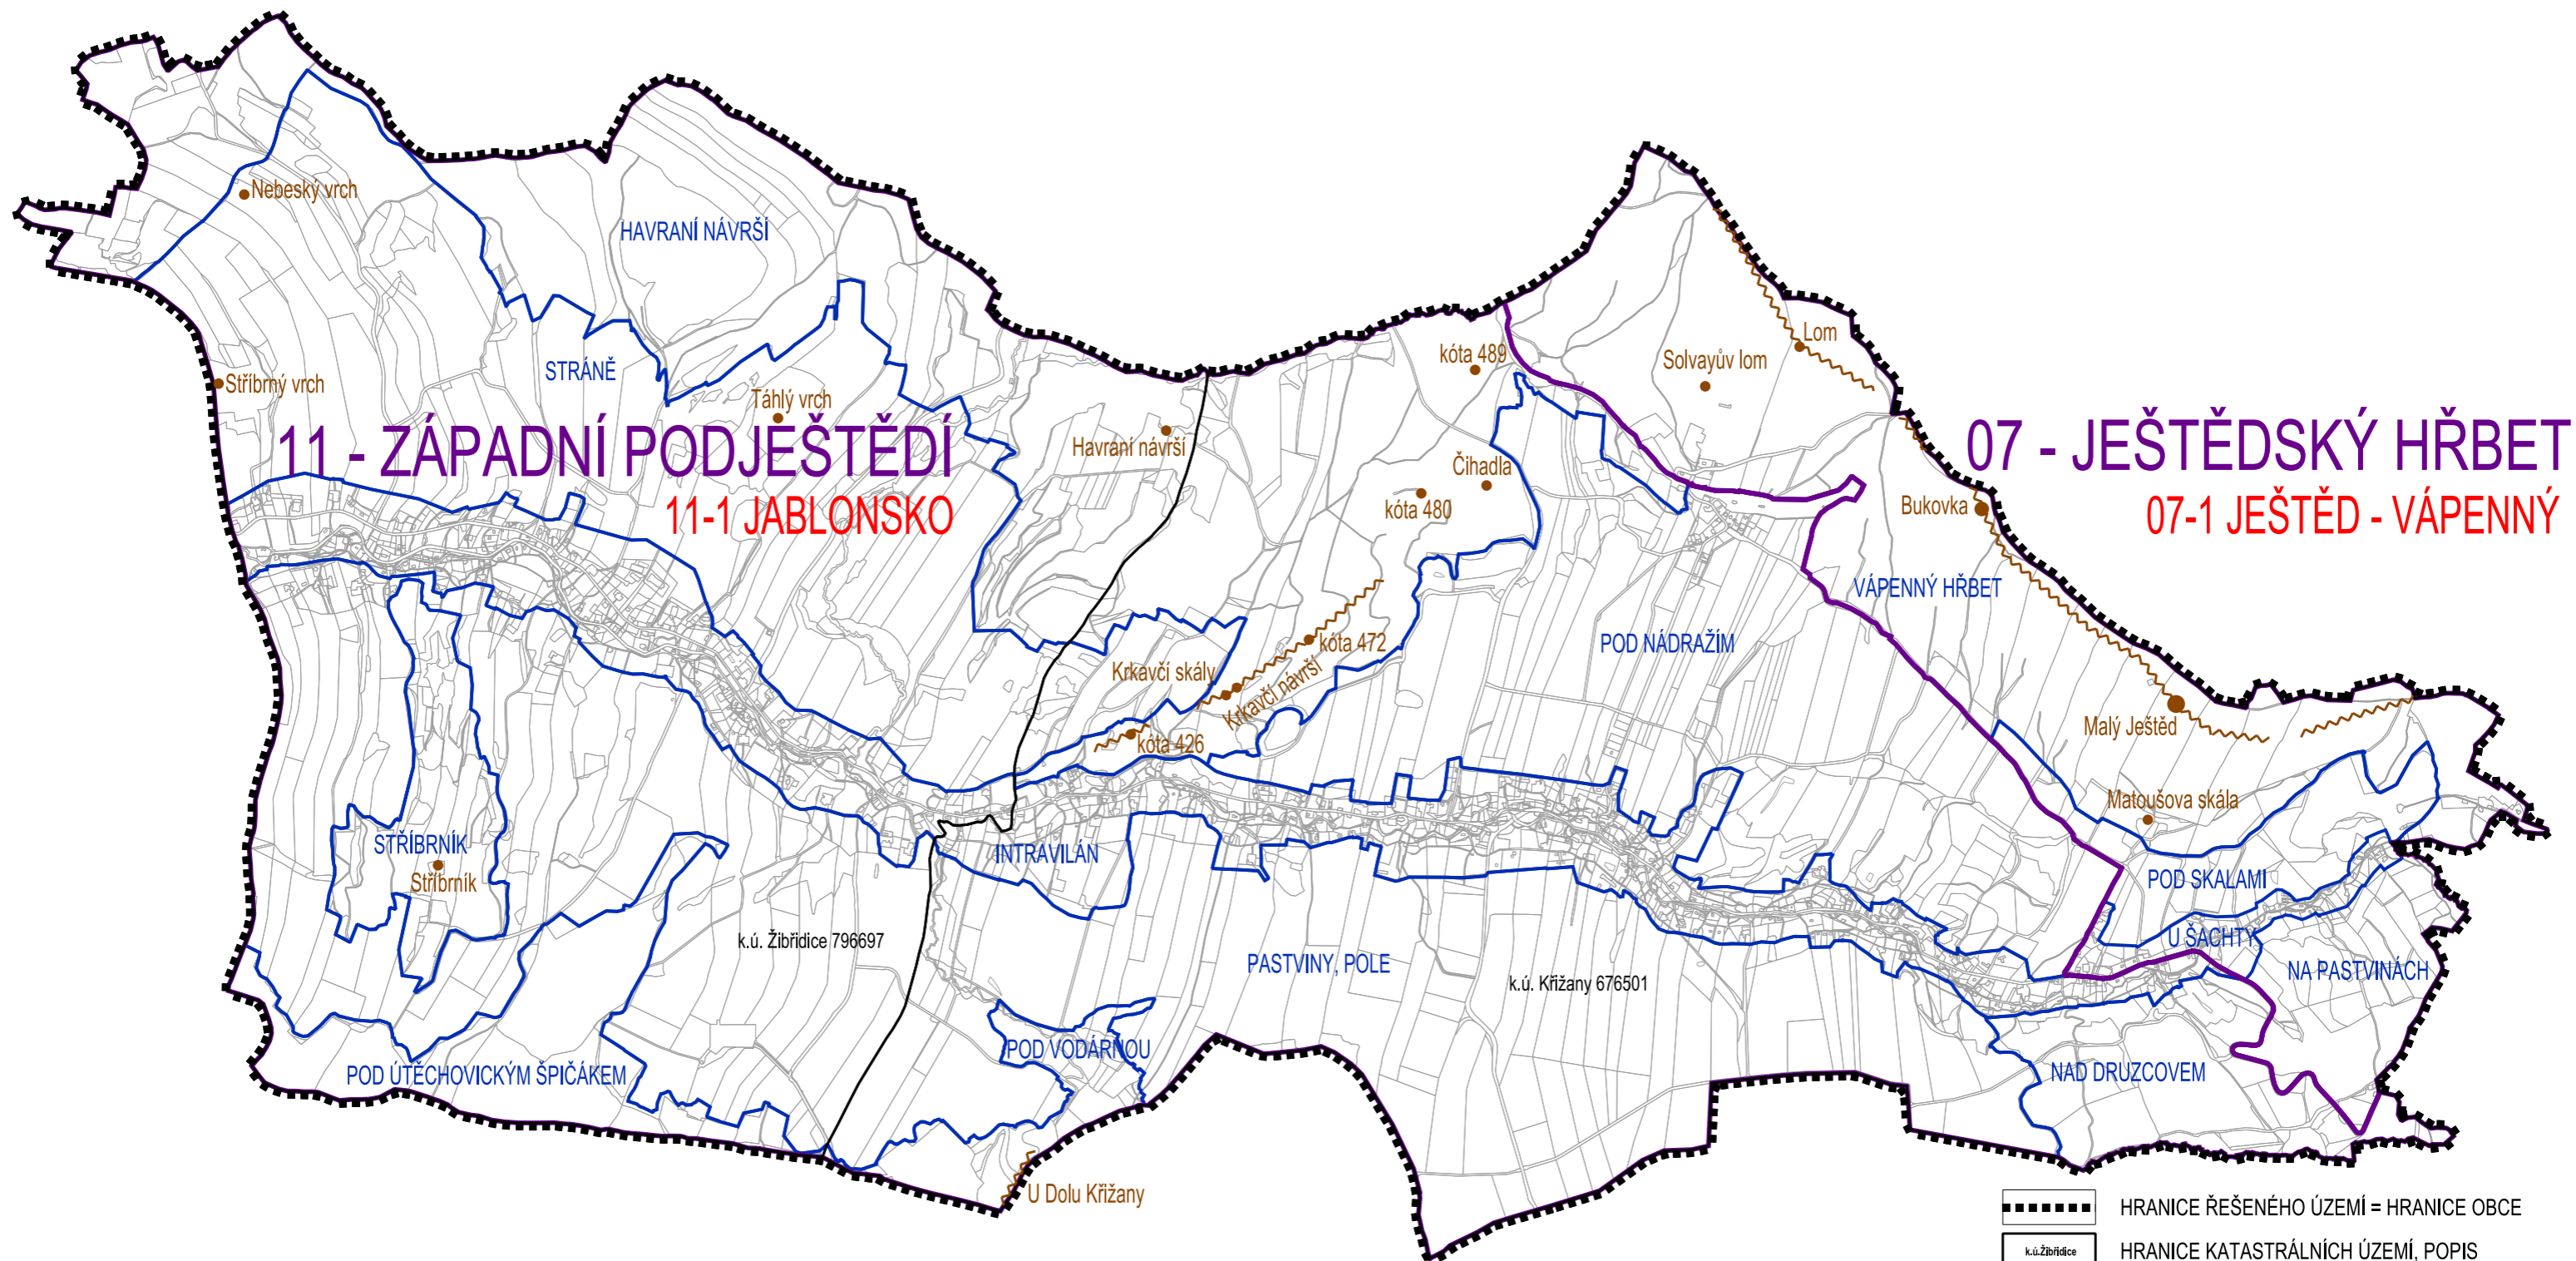 Nebeský vrch
HAVRANÍ NÁVRŠÍ
Lom
kóta 489
Solvayův lom
STRÁNĚ
Stříbrný vrch
Táhlý vrch
11 - ZÁPADNÍ PODJEŠTĚDÍ
07 - JEŠTĚDSKÝ HŘBET
Havraní návrší
Čihadla
11-1 JABLONSKO
kóta 480
Bukovka
07-1 JEŠTĚD - VÁPENNÝ
VÁPENNÝ HŘBET
kóta 472
POD NÁDRAŽÍM
Krkavčí skály
Krkavčí návrší
Malý Ještěd
kóta 426
Matoušova skála
STŘÍBRNÍK
INTRAVILÁN
Stříbrník
POD SKALAMI
k.ú. Žibřidice 796697
U ŠACHTY
PASTVINY, POLE
NA PASTVINÁCH
k.ú. Křižany 676501
POD VODÁRNOU
POD ÚTĚCHOVICKÝM ŠPIČÁKEM
NAD DRUZCOVEM
U Dolu Křižany
HRANICE ŘEŠENÉHO ÚZEMÍ = HRANICE OBCE
k.ú.Žibřidice HRANICE KATASTRÁLNÍCH ÚZEMÍ, POPIS